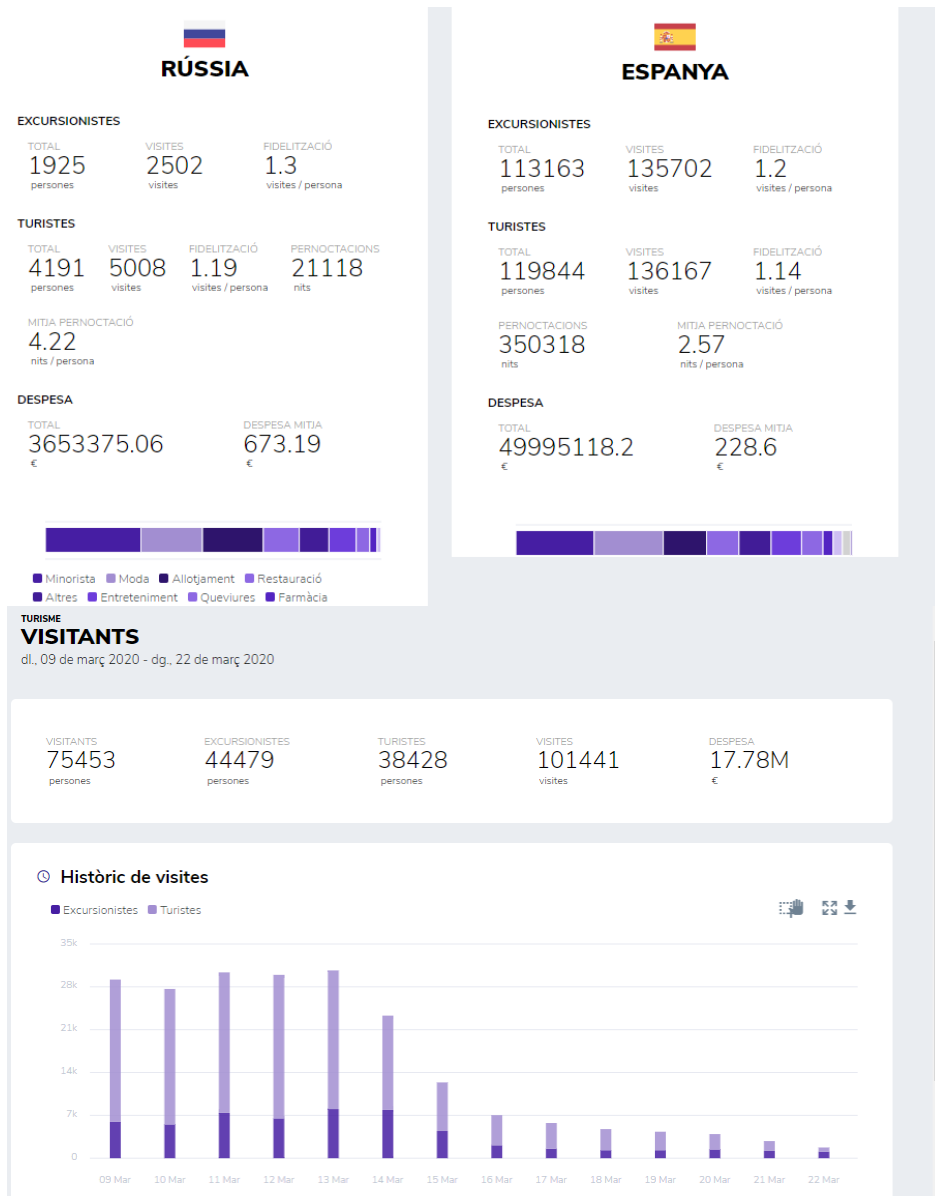 RÚSSIA
EXCURSIONISTES
TOTAL VISITES FIDELITZACIÓ
1925 2502 1.3
persones visites visites / persona
TURISTES
TOTAL VISITES FIDELITZACIÓ PERNOCTACIONS
4191 5008 1.19 21118
persones visites visites / persona nits
MITJA PERNOCTACIÓ
4.22
nits / persona
DESPESA
TOTAL DESPESA MITJA
3653375.06 673.19
€ €
Minorista Moda Allotjament Restauració
Altres Entreteniment Queviures Farmàcia
ESPANYA
EXCURSIONISTES
TOTAL VISITES FIDELITZACIÓ
113163 135702 1.2
persones visites visites / persona
TURISTES
TOTAL VISITES FIDELITZACIÓ
119844 136167 1.14
persones visites visites / persona
PERNOCTACIONS MITJA PERNOCTACIÓ
350318 2.57
nits nits / persona
DESPESA
TOTAL DESPESA MITJA
49995118.2 228.6
€ €
TURISME
VISITANTS
dl., 09 de març 2020 - dg., 22 de març 2020
VISITANTS EXCURSIONISTES TURISTES VISITES DESPESA
75453 44479 38428 101441 17.78M
persones persones persones visites €
Històric de visites
Excursionistes Turistes
35k
28k
21k
14k
7k
0
09 Mar 10 Mar 11 Mar 12 Mar 13 Mar 14 Mar 15 Mar 16 Mar 17 Mar 18 Mar 19 Mar 20 Mar 21 Mar 22 Mar